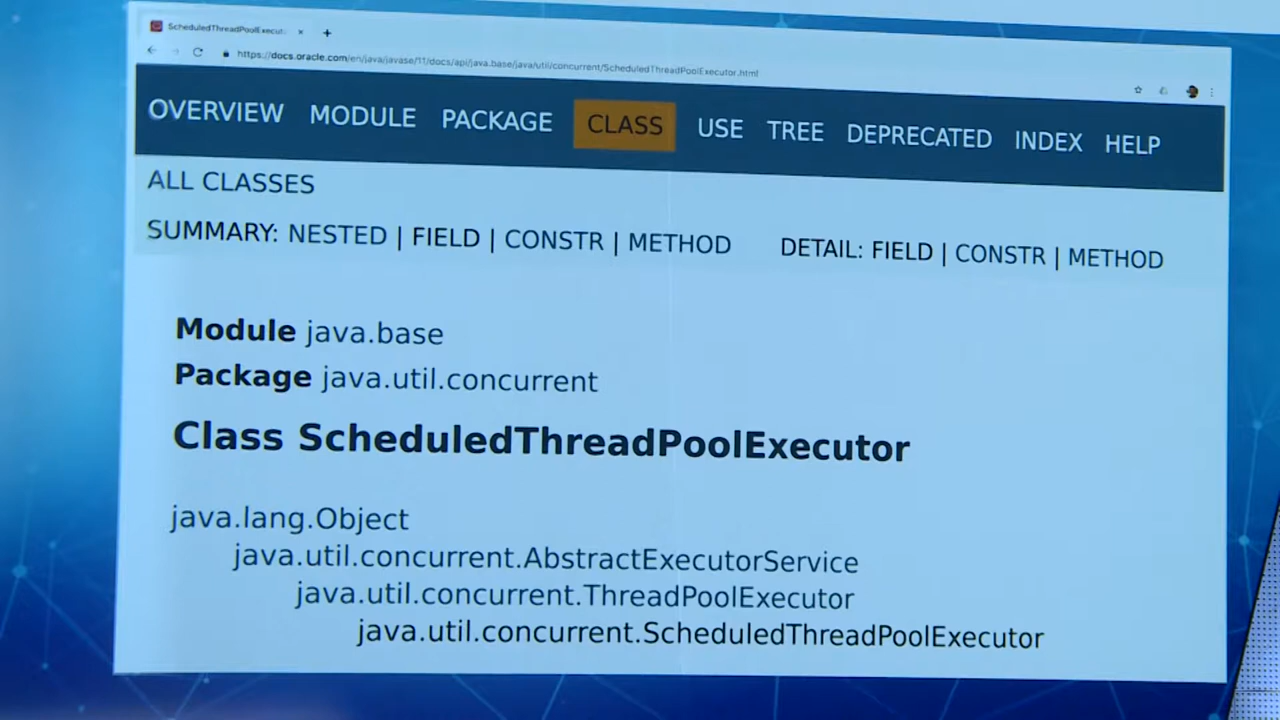 ScheduledThreadPoolExecut
https://docs.oracle.com/en/java/javase/11/docs/api/java.base/java/util/concurrent/ScheduledThreadPoolExecutor.html
OVERVIEW MODULE PACKAGE CLASS USE TREE DEPRECATED INDEX HELP
ALL CLASSES
SUMMARY: NESTED | FIELD | CONSTR | METHOD DETAIL: FIELD | CONSTR | METHOD
Module java.base
Package java.util.concurrent
Class ScheduledThreadPoolExecutor
java.lang.Object
java.util.concurrent.AbstractExecutorService
java.util.concurrent.ThreadPoolExecutor
java.util.concurrent.ScheduledThreadPoolExecutor